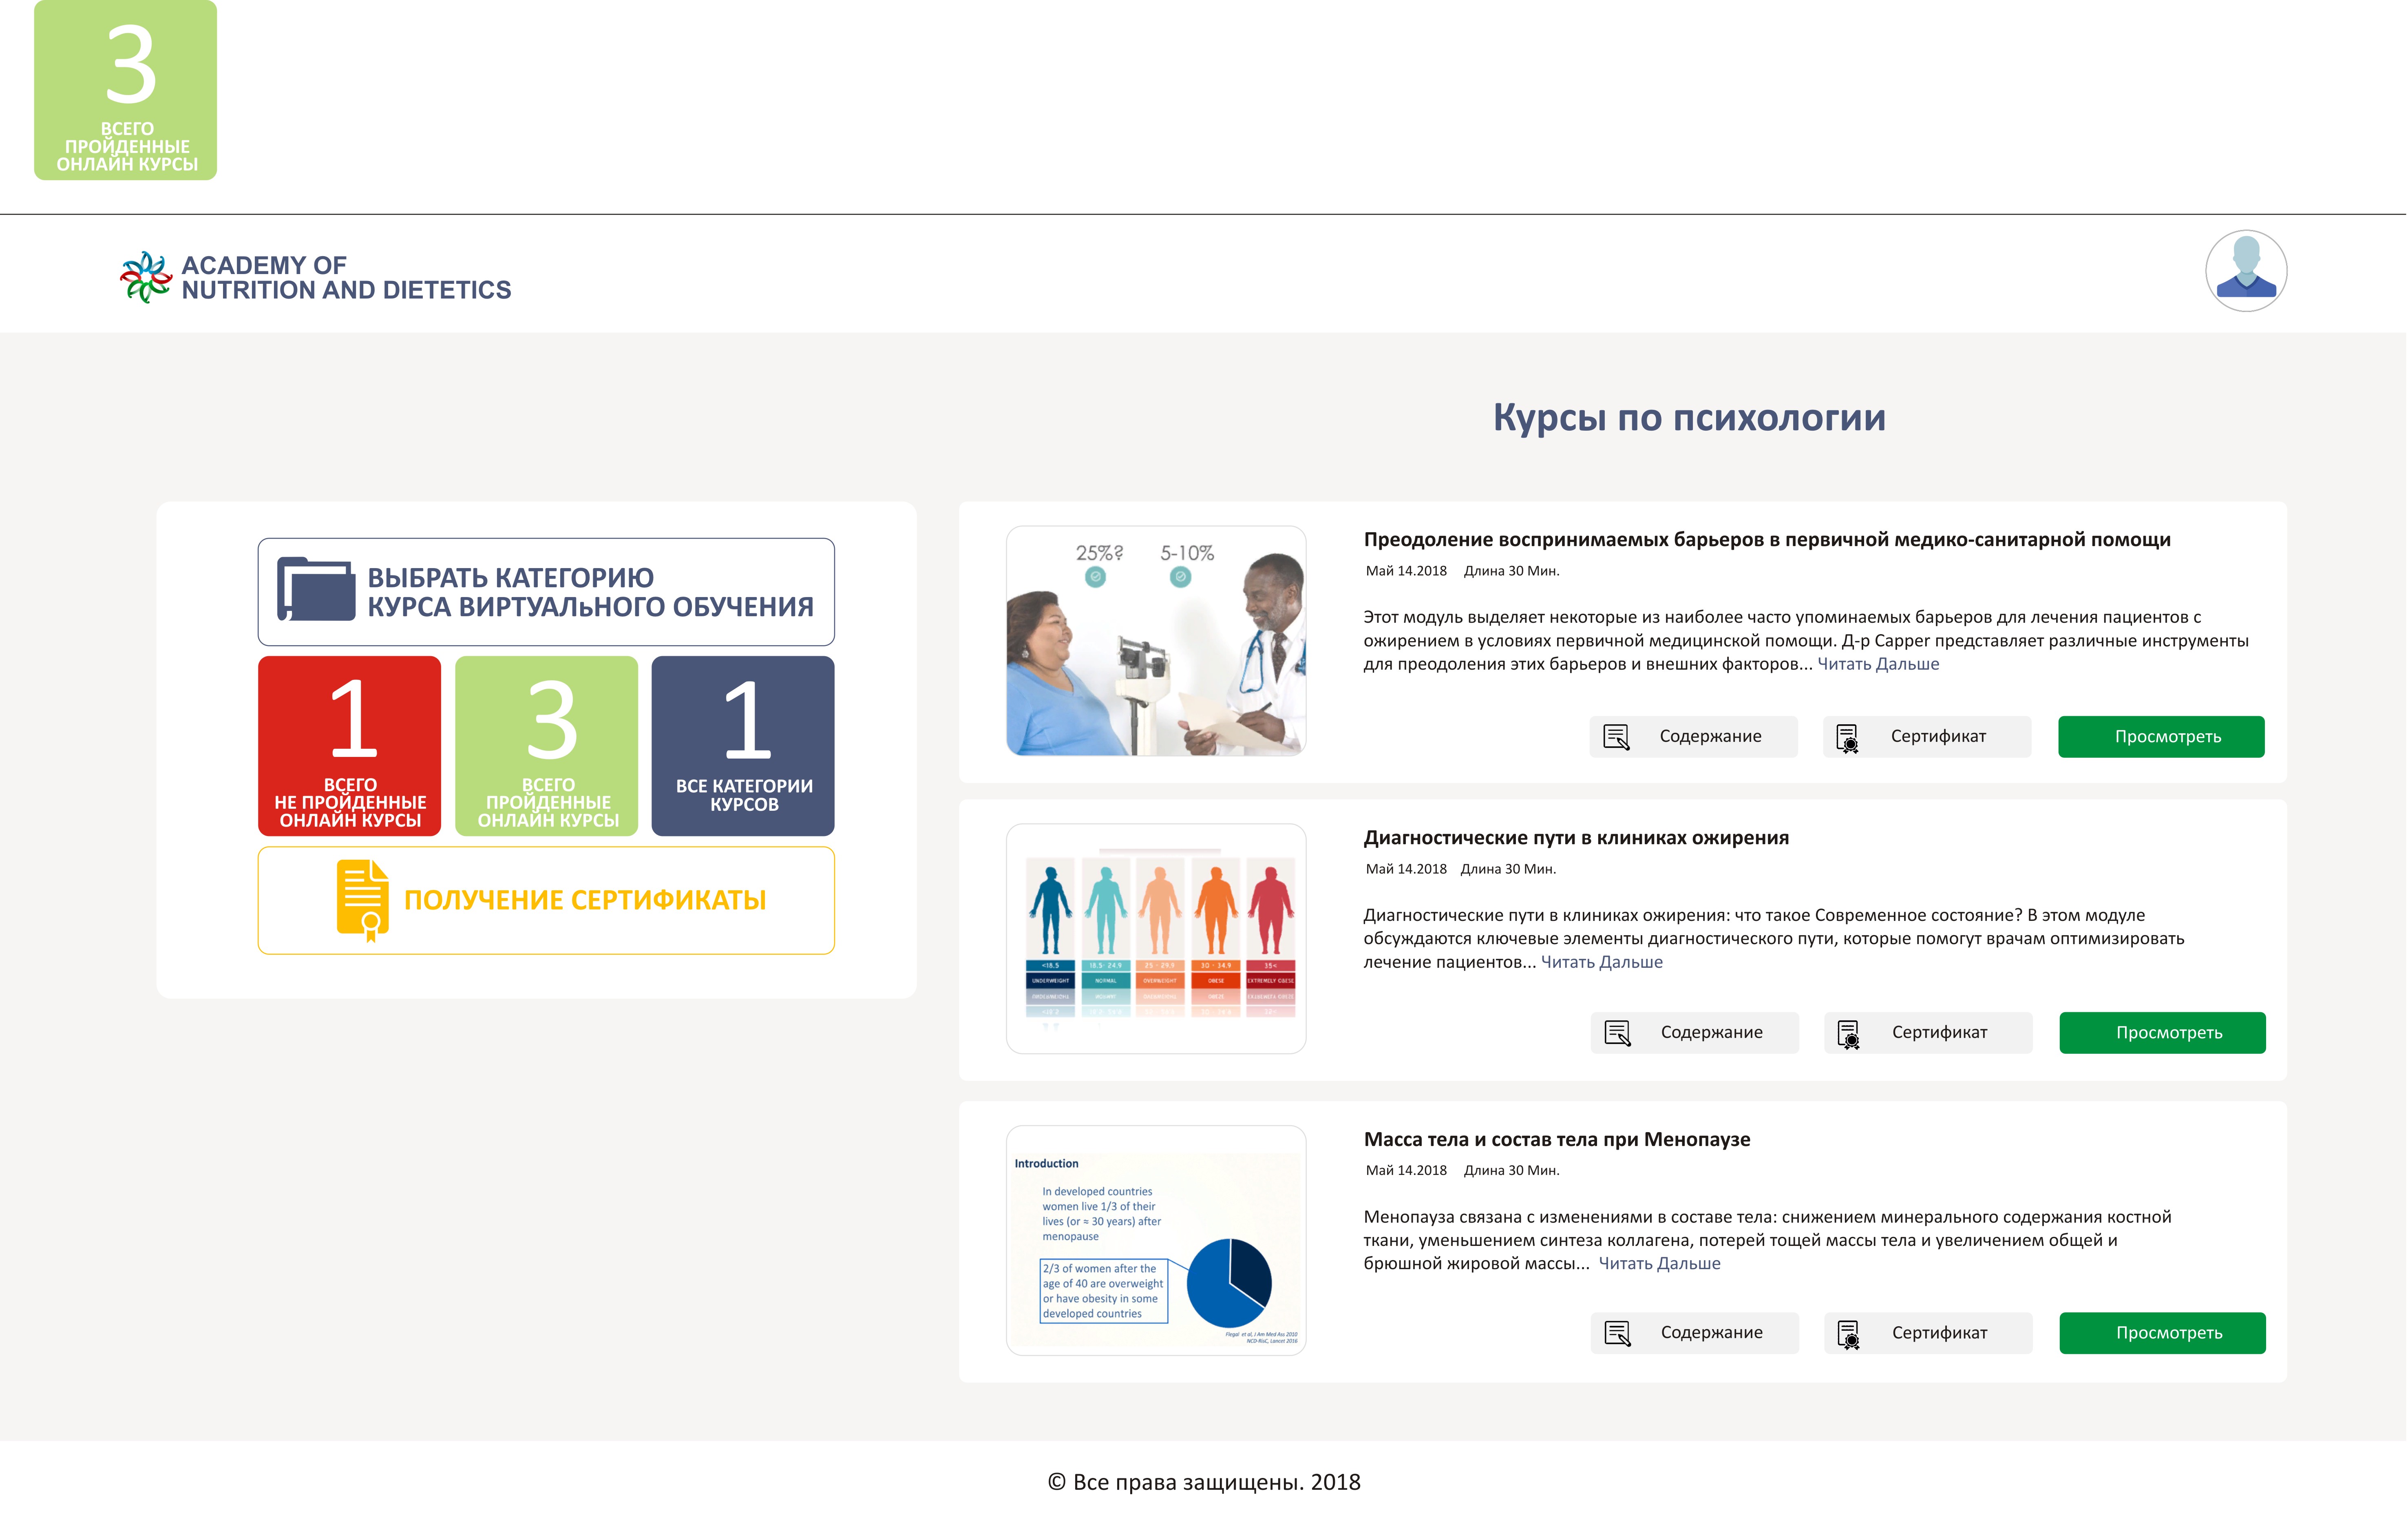 3
ВСЕГО
ПРОЙДЕННЫЕ
ОНЛАЙН КУРСЫ
ACADEMY OF
NUTRITION AND DIETETICS
Курсы по психологии
ВЫБРАТЬ КАТЕГОРИЮ
КУРСА ВИРТУАЛЬНОГО ОБУЧЕНИЯ
1
ВСЕГО
НЕ ПРОЙДЕННЫЕ
ОНЛАЙН КУРСЫ
3
ВСЕГО
ПРОЙДЕННЫЕ
ОНЛАЙН КУРСЫ
1
ВСЕ КАТЕГОРИИ
КУРСОВ
ПОЛУЧЕНИЕ СЕРТИФИКАТЫ
25%? 5-10%
Преодоление воспринимаемых барьеров в первичной медико-санитарной помощи
Май 14.2018 Длина 30 Мин.
Этот модуль выделяет некоторые из наиболее часто упоминаемых барьеров для лечения пациентов с
ожирением в условиях первичной медицинской помощи. Д-р Capper представляет различные инструменты
для преодоления этих барьеров и внешних факторов... Читать Дальше
Содержание Сертификат Просмотреть
<18.5 18.5- 24.9 25 - 29.9 30 - 34.9 35<
UNDERWEIGHT NORMAL OVERWEIGHT OBESE EXTREMELY OBESE
Диагностические пути в клиниках ожирения
Май 14.2018 Длина 30 Мин.
Диагностические пути в клиниках ожирения: что такое Современное состояние? В этом модуле
обсуждаются ключевые элементы диагностического пути, которые помогут врачам оптимизировать
лечение пациентов... Читать Дальше
Содержание Сертификат Просмотреть
Introduction
In developed countries
women live 1/3 of their
lives (or ≈ 30 years) after
menopause
2/3 of women after the
age of 40 are overweight
or have obesity in some
developed countries
Flegal et al, J Am Med Ass 2010
NCD-RisC, Lancet 2016
Масса тела и состав тела при Менопаузе
Май 14.2018 Длина 30 Мин.
Менопауза связана с изменениями в составе тела: снижением минерального содержания костной
ткани, уменьшением синтеза коллагена, потерей тощей массы тела и увеличением общей и
брюшной жировой массы... Читать Дальше
Содержание Сертификат Просмотреть
© Все права защищены. 2018